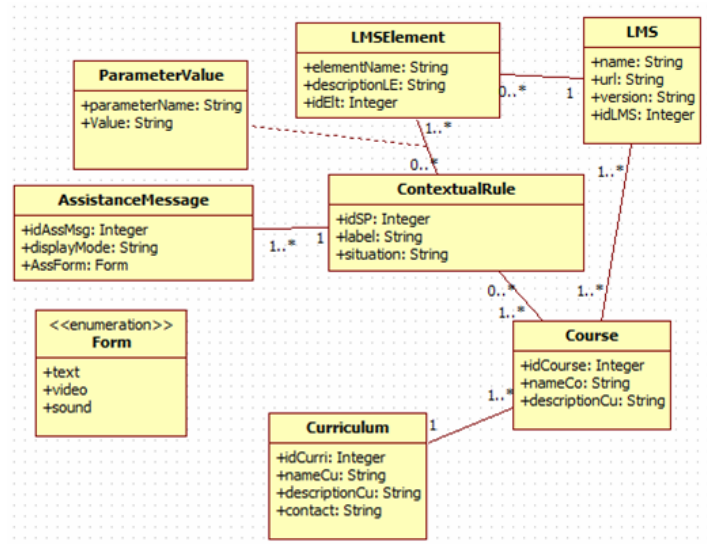 LMSElement
+elementName: String
+descriptionLE: String
+idElt: Integer
LMS
+name: String
+url: String
+version: String
+idLMS: Integer
0..*
1
ParameterValue
+parameterName: String
+Value: String
1..*
0..*
1..*
AssistanceMessage
+idAssMsg: Integer
+displayMode: String
+AssForm: Form
1..*
1
ContextualRule
+idSP: Integer
+label: String
+situation: String
0..*
1..*
1..*
<<enumeration>>
Form
+text
+video
+sound
Course
+idCourse: Integer
+nameCo: String
+descriptionCu: String
1..*
1
Curriculum
+idCurri: Integer
+nameCu: String
+descriptionCu: String
+contact: String